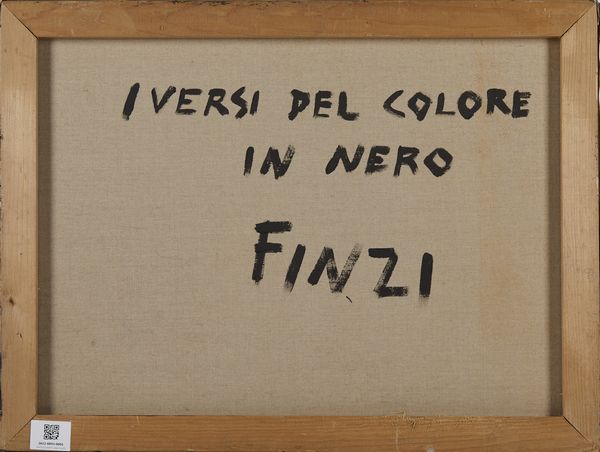 I VERSI DEL COLORE
IN NERO
FINZI